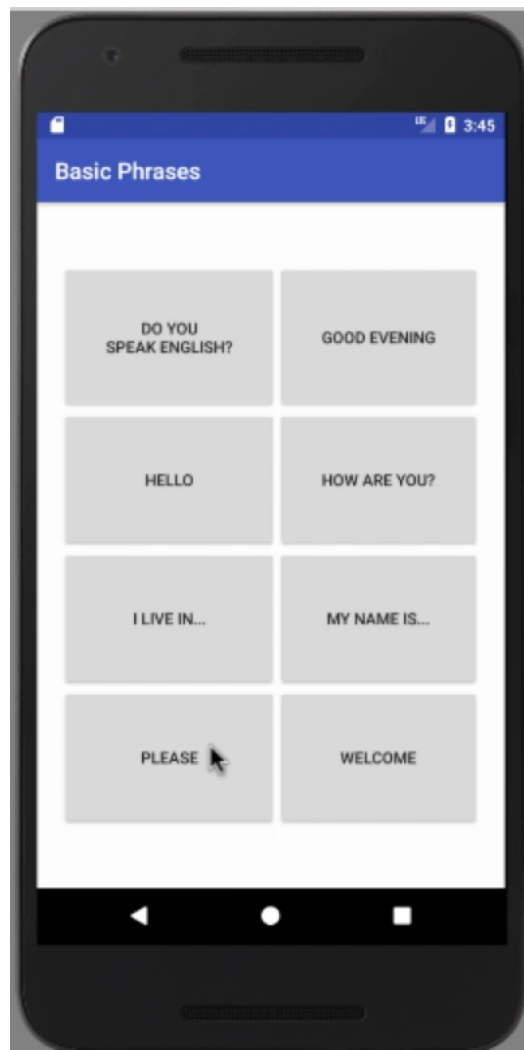 3:45
Basic Phrases
DO YOU
SPEAK ENGLISH?
GOOD EVENING
HELLO
HOW ARE YOU?
I LIVE IN...
MY NAME IS...
PLEASE
WELCOME